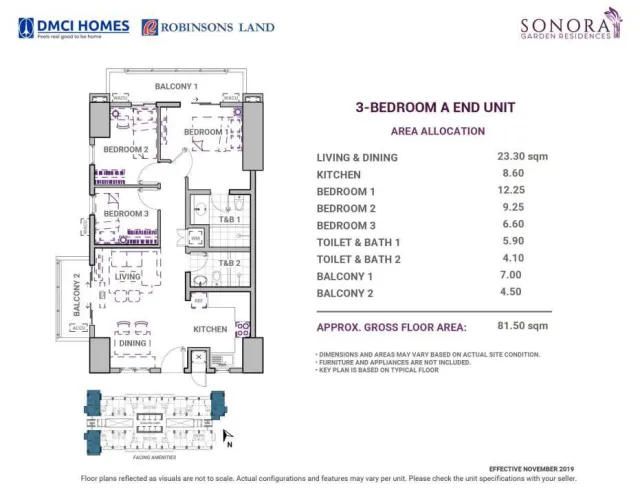 DMCI HOMES
Feels real good to be home
ROBINSONS LAND
SONORA
GARDEN RESIDENCES
3-BEDROOM A END UNIT
AREA ALLOCATION
LIVING & DINING 23.30 sqm
KITCHEN 8.60
BEDROOM 1 12.25
BEDROOM 2 9.25
BEDROOM 3 6.60
TOILET & BATH 1 5.90
TOILET & BATH 2 4.10
BALCONY 1 7.00
BALCONY 2 4.50
APPROX. GROSS FLOOR AREA: 81.50 sqm
• DIMENSIONS AND AREAS MAY VARY BASED ON ACTUAL SITE CONDITION.
• FURNITURE AND APPLIANCES ARE NOT INCLUDED.
• KEY PLAN IS BASED ON TYPICAL FLOOR
BALCONY 1
BEDROOM 1
BEDROOM 2
BEDROOM 3
T&B 1
WM
T&B 2
LIVING
BALCONY 2
REF
KITCHEN
DINING
N
FACING AMENITIES
EFFECTIVE NOVEMBER 2019
Floor plans reflected as visuals are not to scale. Actual configurations and features may vary per unit. Please check the unit specifications with your seller.